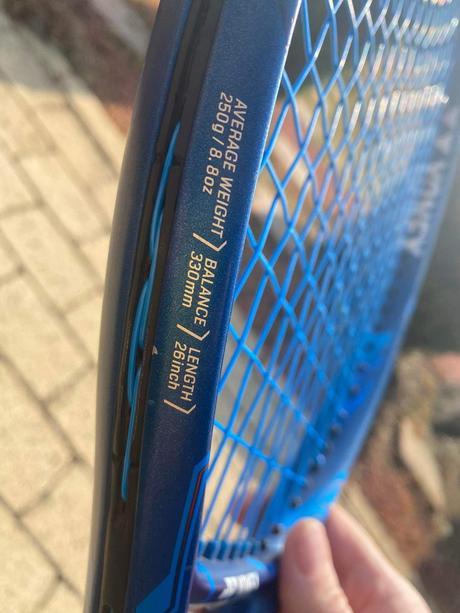 AVERAGE WEIGHT
250g / 8.8oz
BALANCE
330mm
LENGTH
26inch